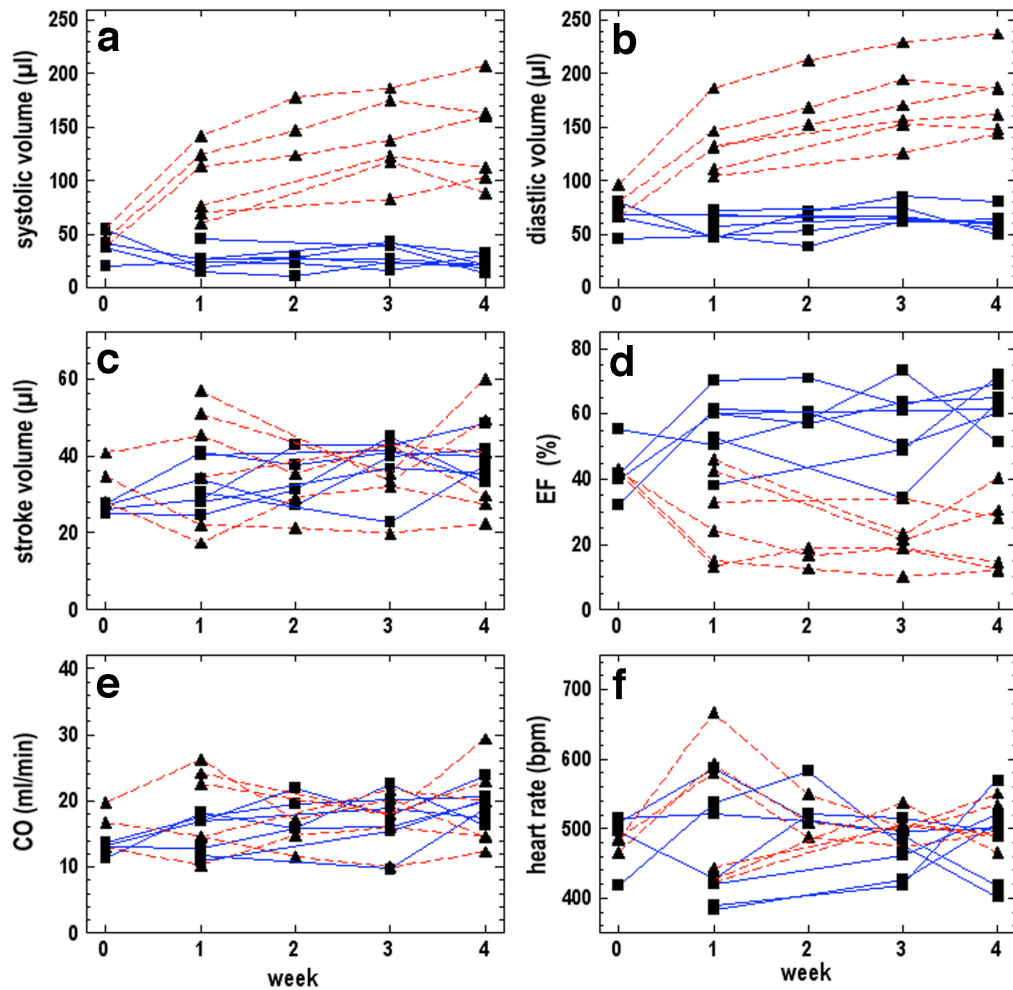 a
systolic volume (µl)
250
200
150
100
50
0
0 1 2 3 4
b
diastlic volume (µl)
250
200
150
100
50
0
0 1 2 3 4
c
stroke volume (µl)
60
40
20
0
0 1 2 3 4
d
EF (%)
80
60
40
20
0
0 1 2 3 4
e
CO (ml/min)
40
30
20
10
0
0 1 2 3 4
week
f
heart rate (bpm)
700
600
500
400
0 1 2 3 4
week